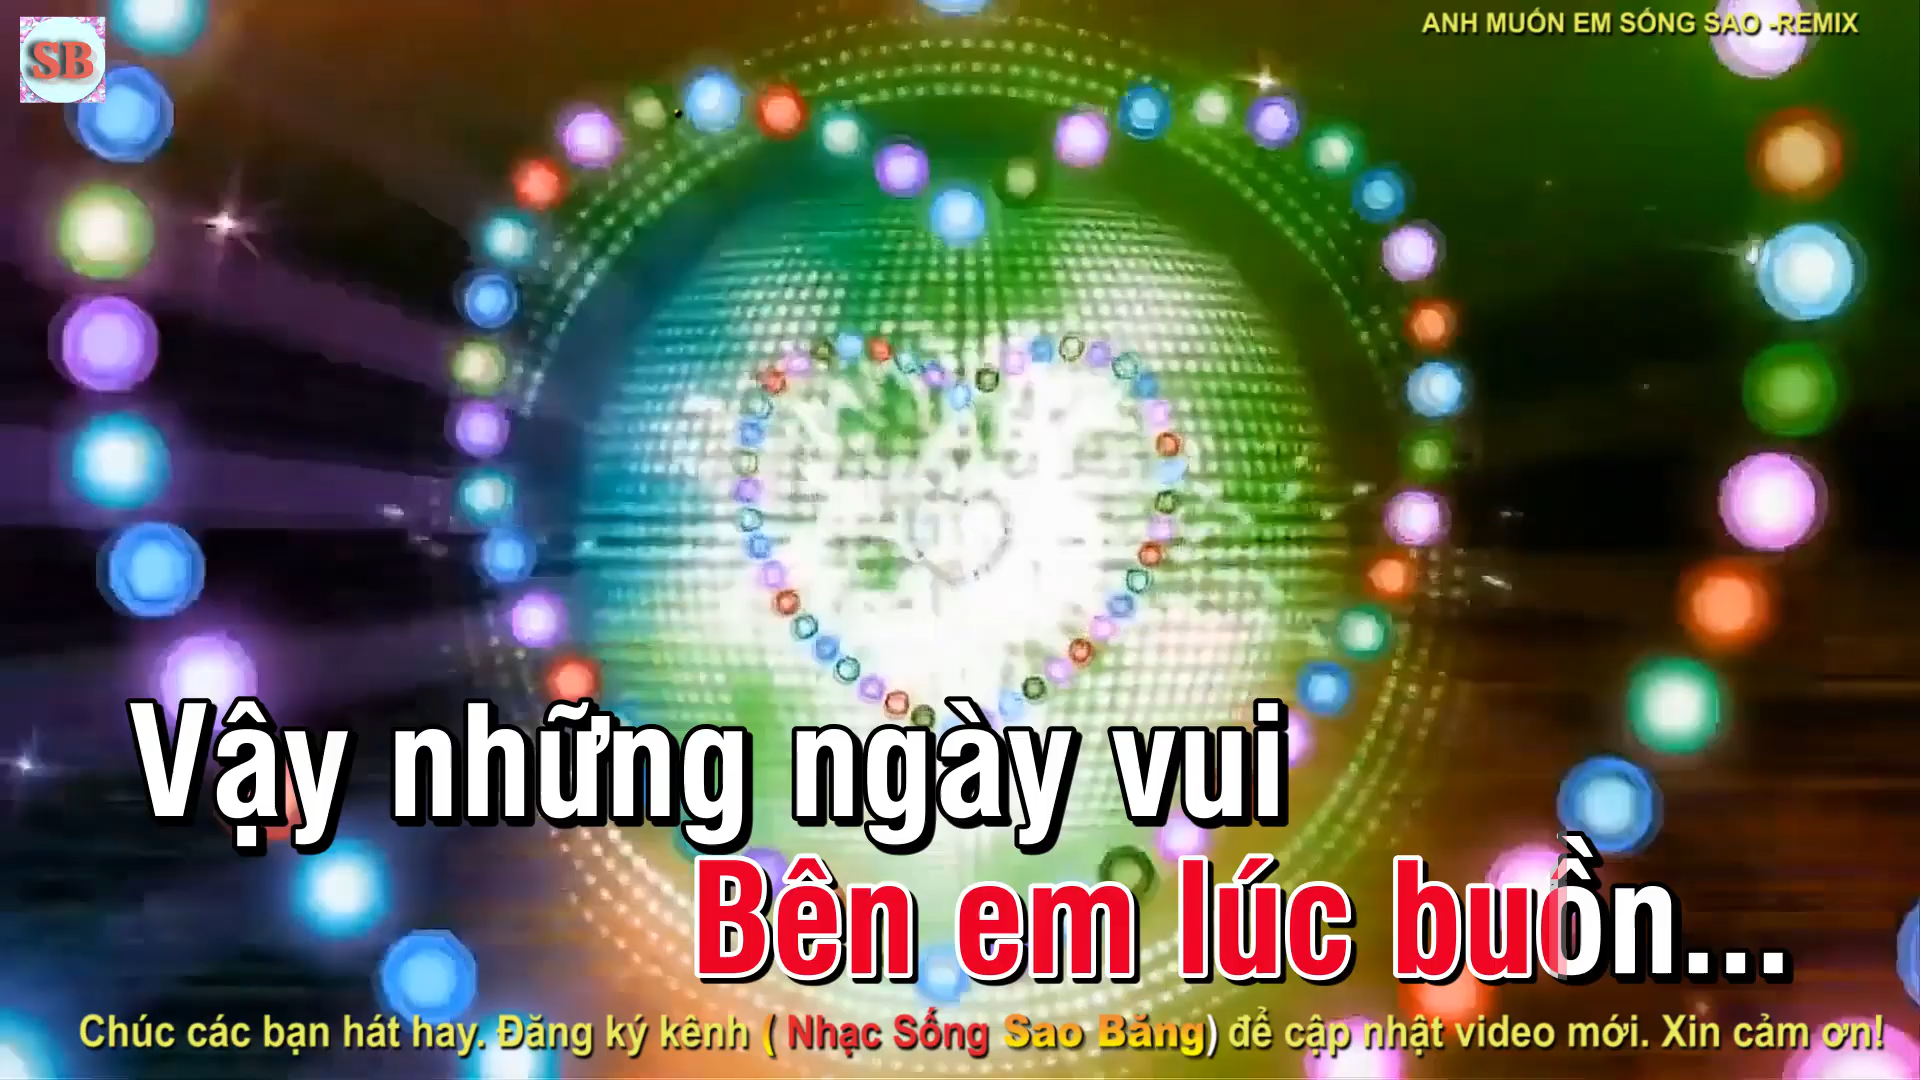 SB
ANH MUỐN EM SỐNG SAO -REMIX
Vậy những ngày vui
Bên em lúc buồn...
Chúc các bạn hát hay. Đăng ký kênh ( Nhạc Sống Sao Băng) để cập nhật video mới. Xin cảm ơn!